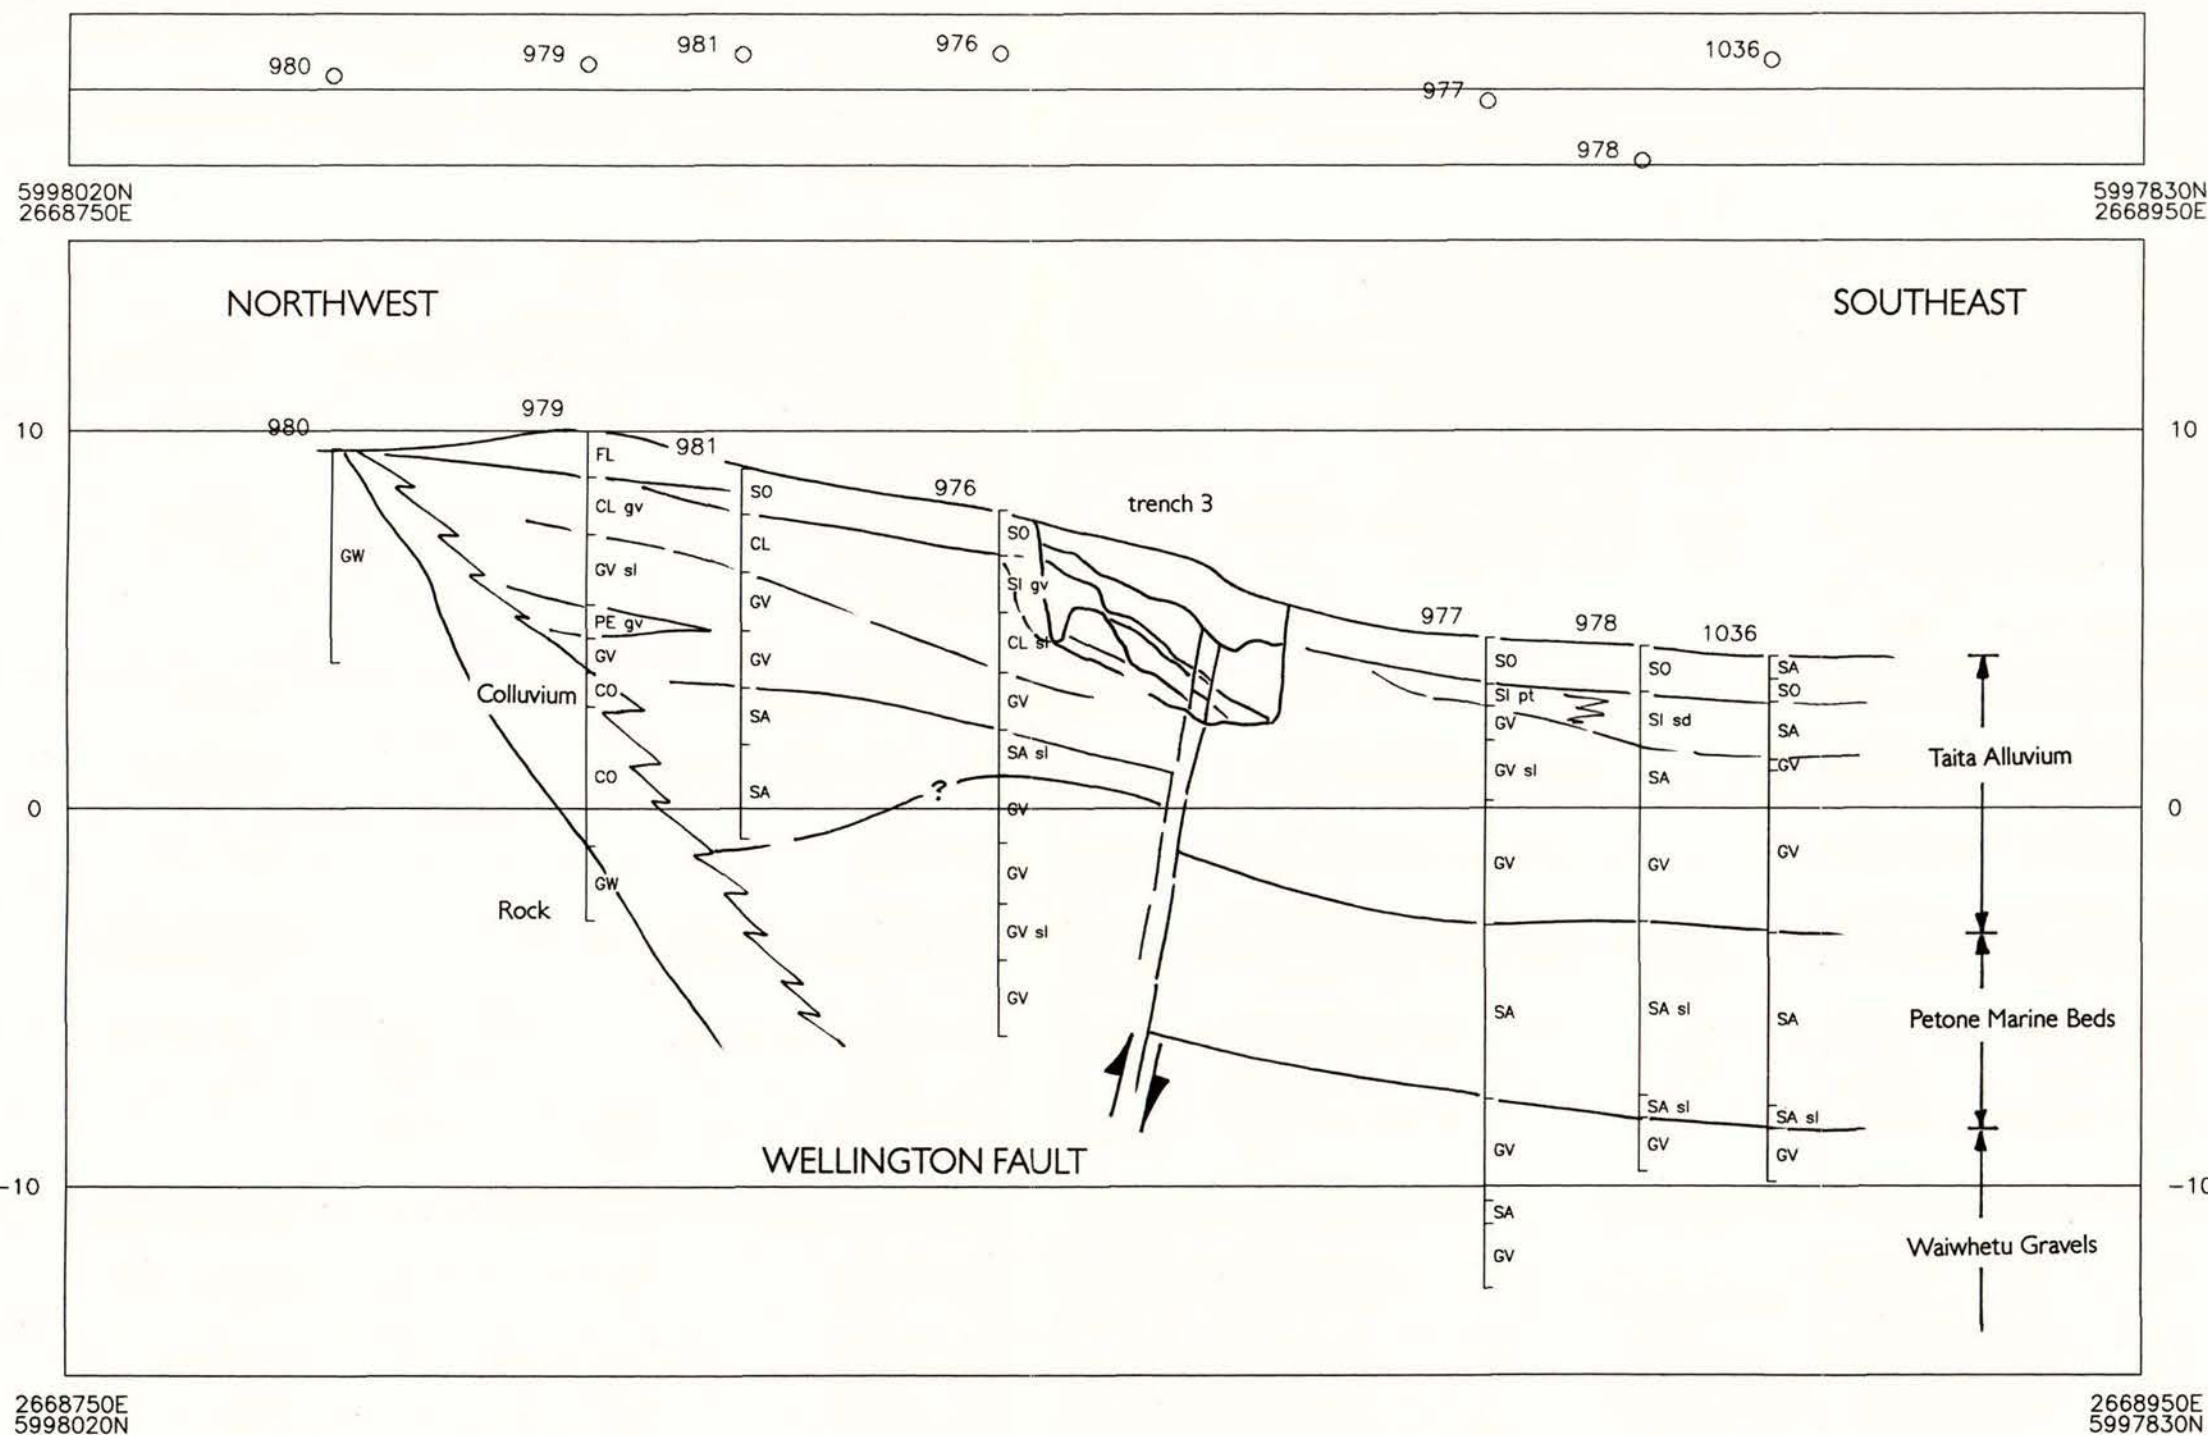 980
979
981
976
977
978
1036
5998020N
2668750E
5997830N
2668950E
NORTHWEST
SOUTHEAST
10
10
980
979
981
976
trench 3
977
978
1036
GW
FL
CL gv
GV sl
PE gv
GV
CO
CO
GW
SO
CL
GV
GV
SA
SA
SO
SI gv
CL sl
GV
SA sl
GV
GV
GV sl
GV
SO
SI pt
GV
GV sl
GV
SA
GV
SA
GV
SO
SI sd
SA
GV
SA sl
SA sl
GV
SA
SO
SA
GV
GV
SA
SA sl
GV
Colluvium
Rock
?
0
0
Taita Alluvium
Petone Marine Beds
Waiwhetu Gravels
WELLINGTON FAULT
-10
-10
2668750E
5998020N
2668950E
5997830N